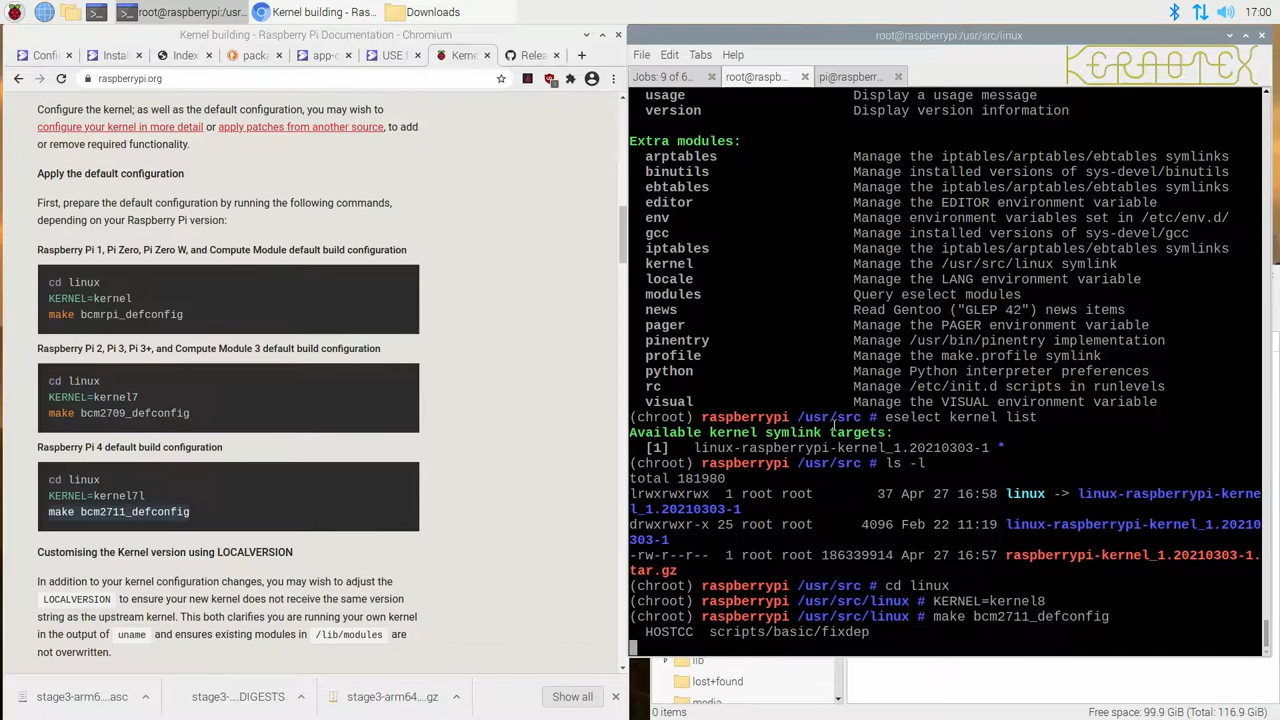 root@raspberrypi:/usr...
Kernel building - Ras...
Downloads
17:00
Kernel building - Raspberry Pi Documentation - Chromium
Confi
Instal
Index
packa
app-c
USE f
Kerne
Relea
raspberrypi.org
Configure the kernel; as well as the default configuration, you may wish to
configure your kernel in more detail or apply patches from another source, to add
or remove required functionality.
Apply the default configuration
First, prepare the default configuration by running the following commands,
depending on your Raspberry Pi version:
Raspberry Pi 1, Pi Zero, Pi Zero W, and Compute Module default build configuration
cd linux
KERNEL=kernel
make bcmrpi_defconfig
Raspberry Pi 2, Pi 3, Pi 3+, and Compute Module 3 default build configuration
cd linux
KERNEL=kernel7
make bcm2709_defconfig
Raspberry Pi 4 default build configuration
cd linux
KERNEL=kernel7l
make bcm2711_defconfig
Customising the Kernel version using LOCALVERSION
In addition to your kernel configuration changes, you may wish to adjust the
LOCALVERSION to ensure your new kernel does not receive the same version
string as the upstream kernel. This both clarifies you are running your own kernel
in the output of uname and ensures existing modules in /lib/modules are
not overwritten.
stage3-arm6....asc
stage3-....DIGESTS
stage3-arm64....gz
Show all
root@raspberrypi:/usr/src/linux
File Edit Tabs Help
KEROTEX
Jobs: 9 of 6...
root@raspb...
pi@raspberr...
usage Display a usage message
version Display version information
Extra modules:
arptables Manage the iptables/arptables/ebtables symlinks
binutils Manage installed versions of sys-devel/binutils
ebtables Manage the iptables/arptables/ebtables symlinks
editor Manage the EDITOR environment variable
env Manage environment variables set in /etc/env.d/
gcc Manage installed versions of sys-devel/gcc
iptables Manage the iptables/arptables/ebtables symlinks
kernel Manage the /usr/src/linux symlink
locale Manage the LANG environment variable
modules Query eselect modules
news Read Gentoo ("GLEP 42") news items
pager Manage the PAGER environment variable
pinentry Manage /usr/bin/pinentry implementation
profile Manage the make.profile symlink
python Manage Python interpreter preferences
rc Manage /etc/init.d scripts in runlevels
visual Manage the VISUAL environment variable
(chroot) raspberrypi /usr/src # eselect kernel list
Available kernel symlink targets:
[1] linux-raspberrypi-kernel_1.20210303-1 *
(chroot) raspberrypi /usr/src # ls -l
total 181980
lrwxrwxrwx 1 root root 37 Apr 27 16:58 linux -> linux-raspberrypi-kerne
l_1.20210303-1
drwxrwxr-x 25 root root 4096 Feb 22 11:19 linux-raspberrypi-kernel_1.20210
303-1
-rw-r--r-- 1 root root 186339914 Apr 27 16:57 raspberrypi-kernel_1.20210303-1.
tar.gz
(chroot) raspberrypi /usr/src # cd linux
(chroot) raspberrypi /usr/src/linux # KERNEL=kernel8
(chroot) raspberrypi /usr/src/linux # make bcm2711_defconfig
HOSTCC scripts/basic/fixdep
lib
lost+found
media
0 items
Free space: 99.9 GiB (Total: 116.9 GiB)